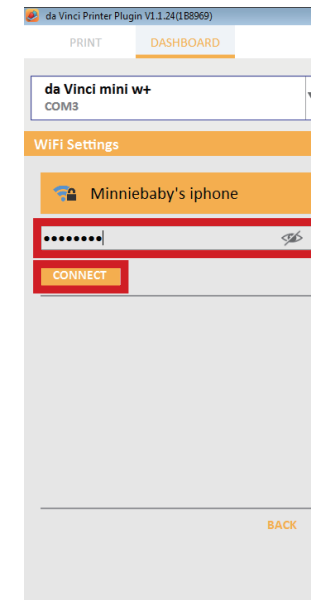 da Vinci Printer Plugin V1.1.24(1B8969)
PRINT DASHBOARD
da Vinci mini w+
COM3
WiFi Settings
Minniebaby's iphone
••••••••
CONNECT
BACK